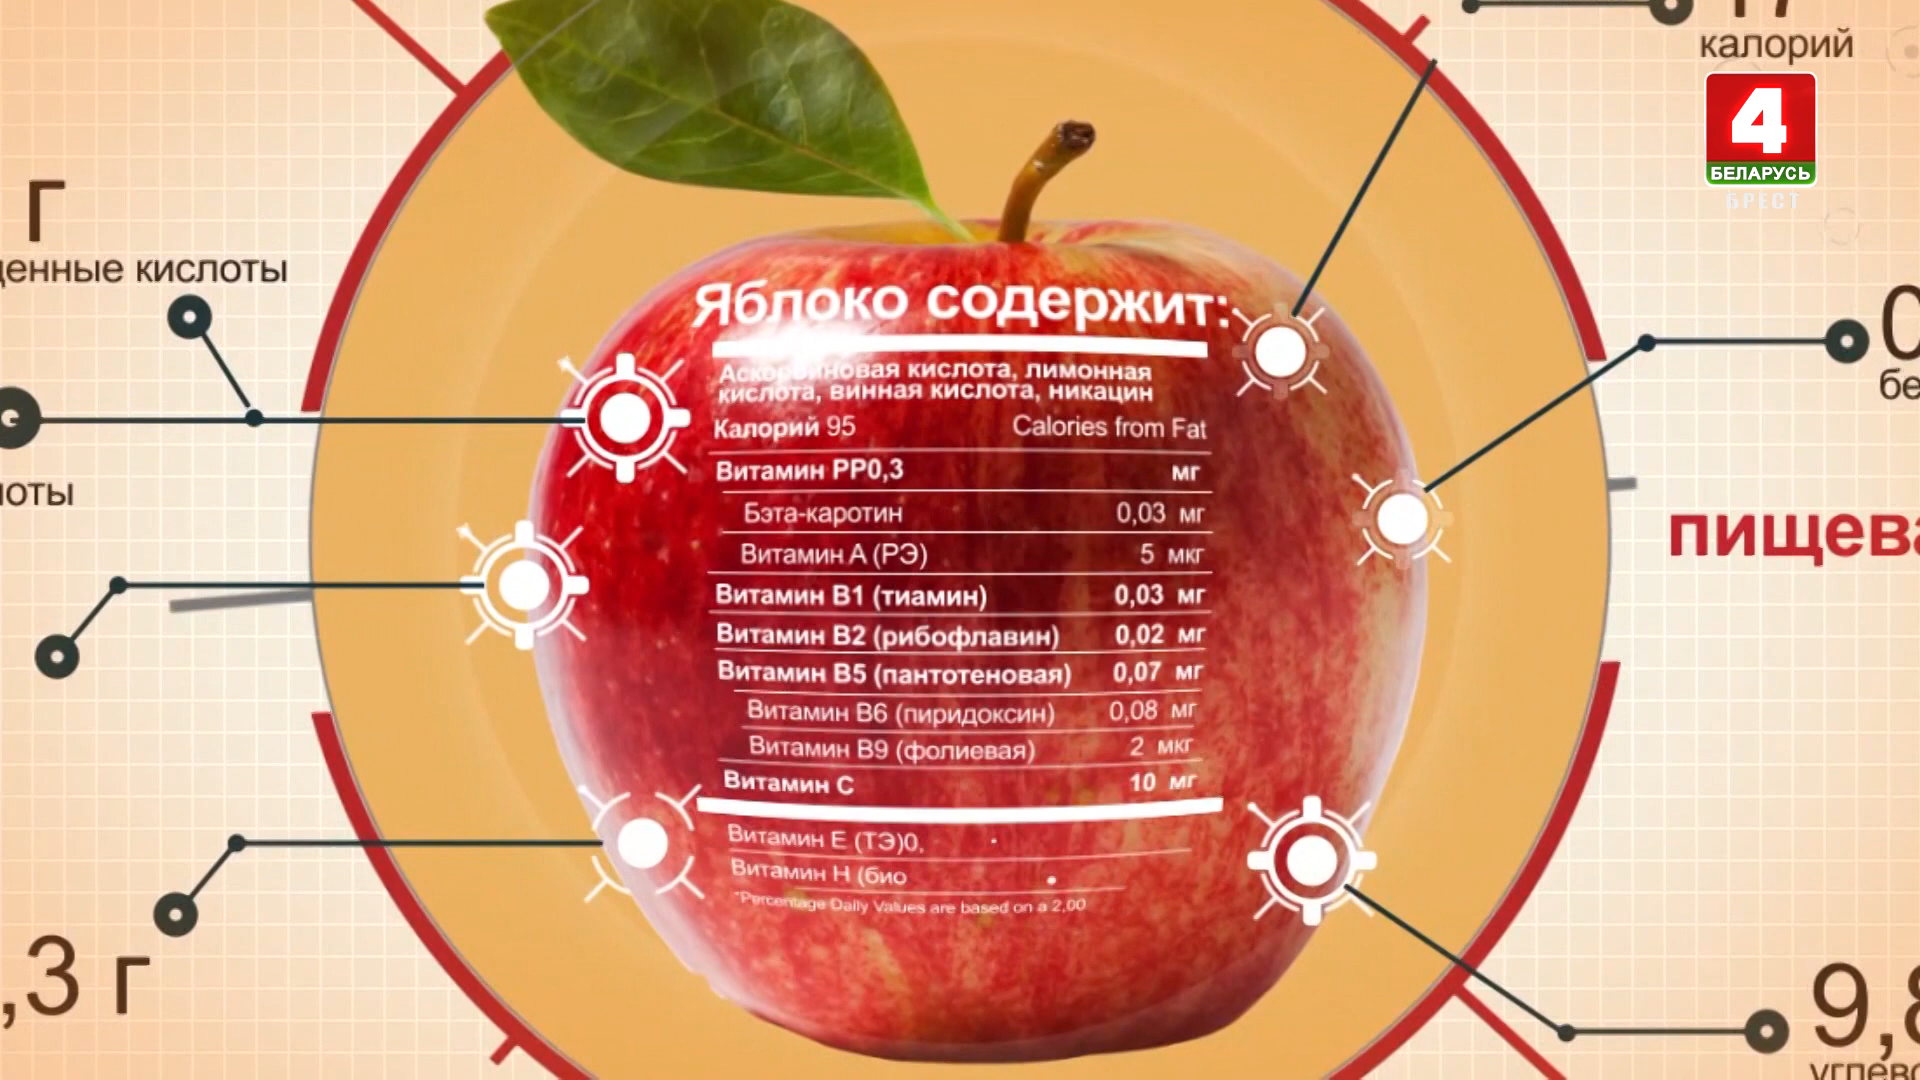 калорий
4
БЕЛАРУСЬ
БРЕСТ
г
кислоты
Яблоко содержит:
Аскорбиновая кислота, лимонная
кислота, винная кислота, никацин
Калорий 95 Calories from Fat
Витамин PP0,3 мг
Бэта-каротин 0,03 мг
Витамин А (РЭ) 5 мкг
Витамин В1 (тиамин) 0,03 мг
Витамин В2 (рибофлавин) 0,02 мг
Витамин В5 (пантотеновая) 0,07 мг
Витамин В6 (пиридоксин) 0,08 мг
Витамин В9 (фолиевая) 2 мкг
Витамин С 10 мг
Витамин Е (ТЭ)0,
Витамин Н (био
*Percentage Daily Values are based on a 2,00
,3 г
9,8